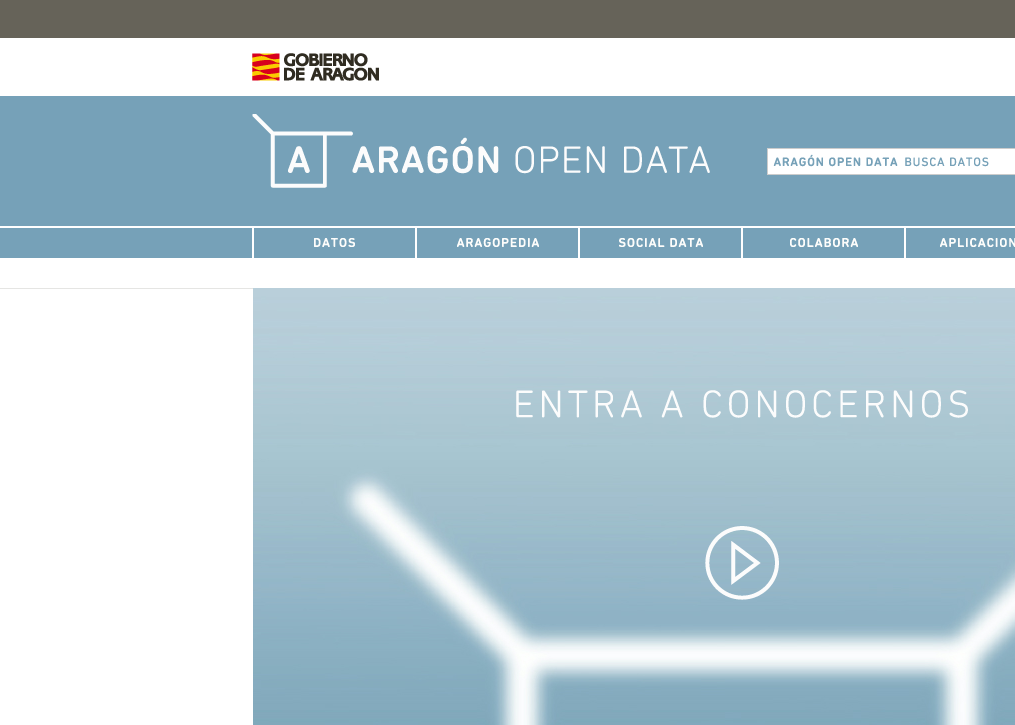 GOBIERNO
DE ARAGON
A ARAGÓN OPEN DATA
ARAGÓN OPEN DATA BUSCA DATOS
DATOS
ARAGOPEDIA
SOCIAL DATA
COLABORA
APLICACION
ENTRA A CONOCERNOS